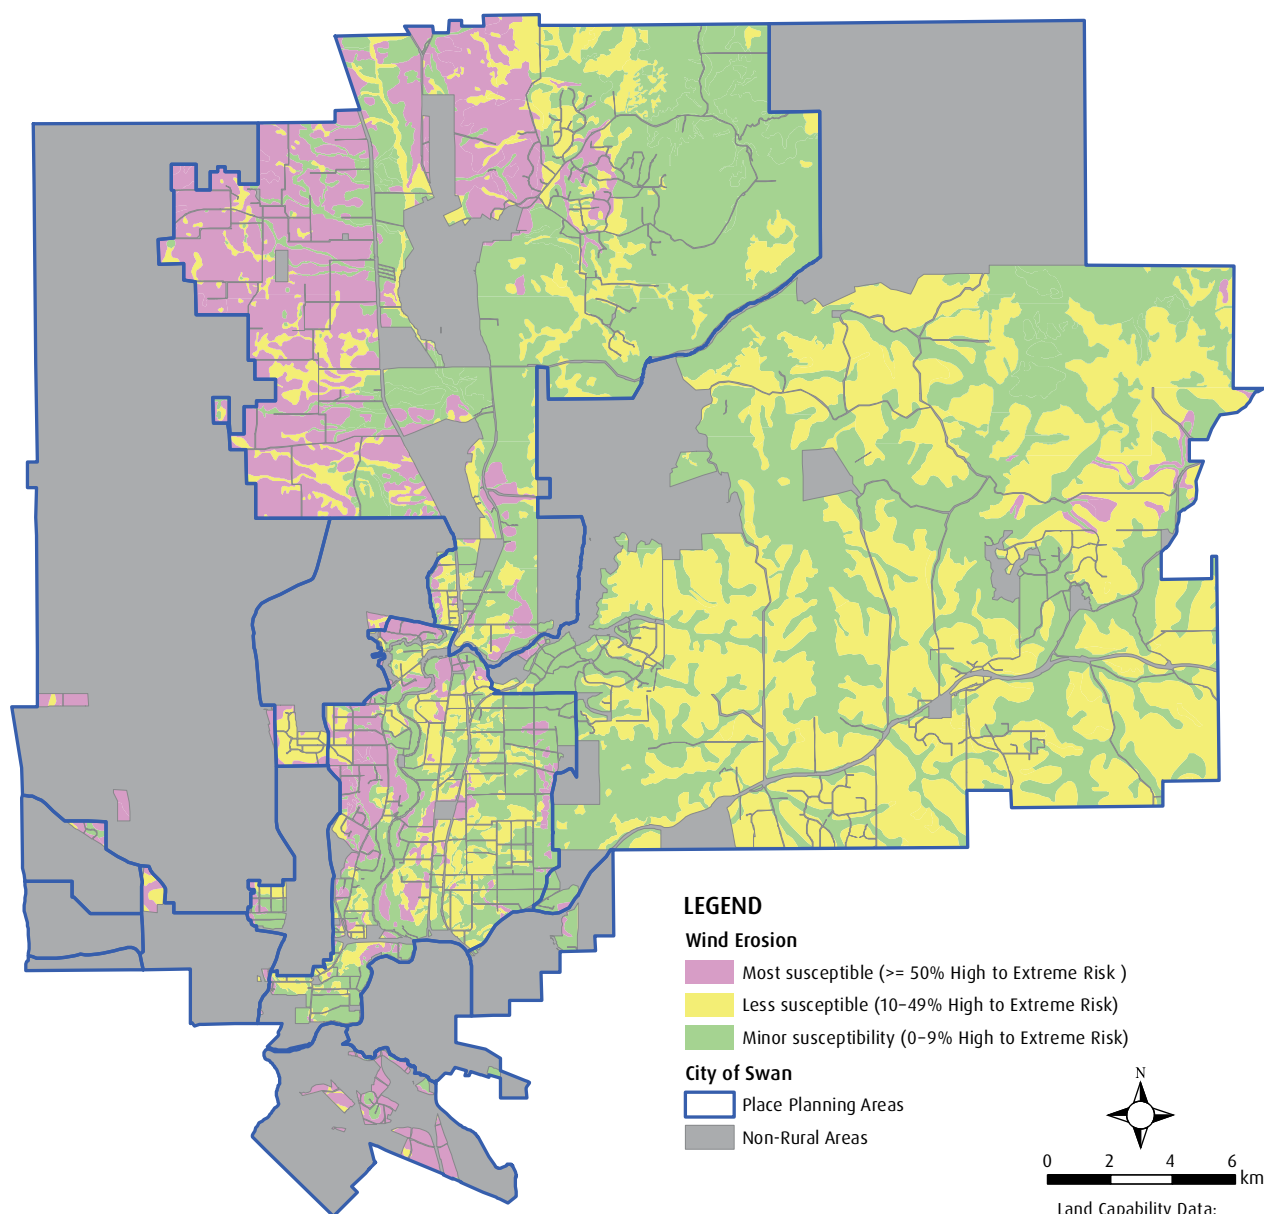 LEGEND
Wind Erosion
Most susceptible (>= 50% High to Extreme Risk )
Less susceptible (10–49% High to Extreme Risk)
Minor susceptibility (0–9% High to Extreme Risk)
City of Swan
Place Planning Areas
Non-Rural Areas
N
0 2 4 6
km
Land Capability Data: